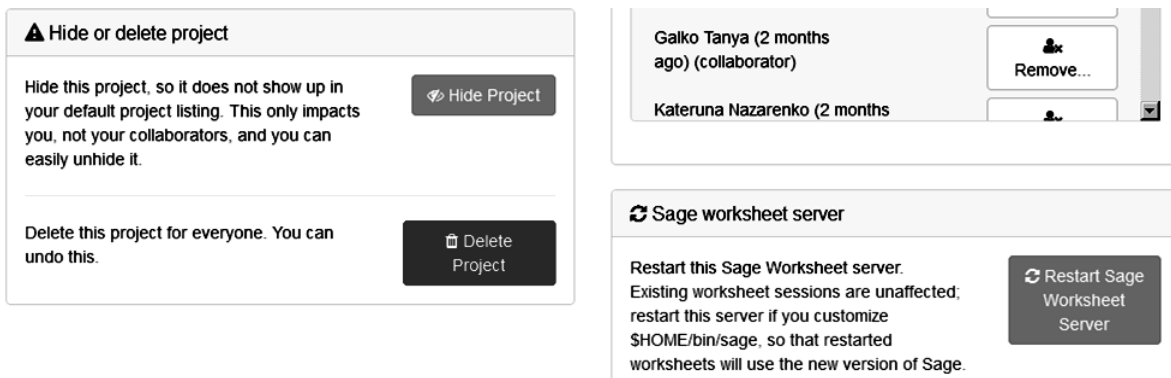 Hide or delete project
Hide this project, so it does not show up in
your default project listing. This only impacts
you, not your collaborators, and you can
easily unhide it.
Hide Project
Delete this project for everyone. You can
undo this.
Delete
Project
Galko Tanya (2 months
ago) (collaborator)
Remove...
Kateruna Nazarenko (2 months
Sage worksheet server
Restart this Sage Worksheet server.
Existing worksheet sessions are unaffected;
restart this server if you customize
$HOME/bin/sage, so that restarted
worksheets will use the new version of Sage.
Restart Sage
Worksheet
Server